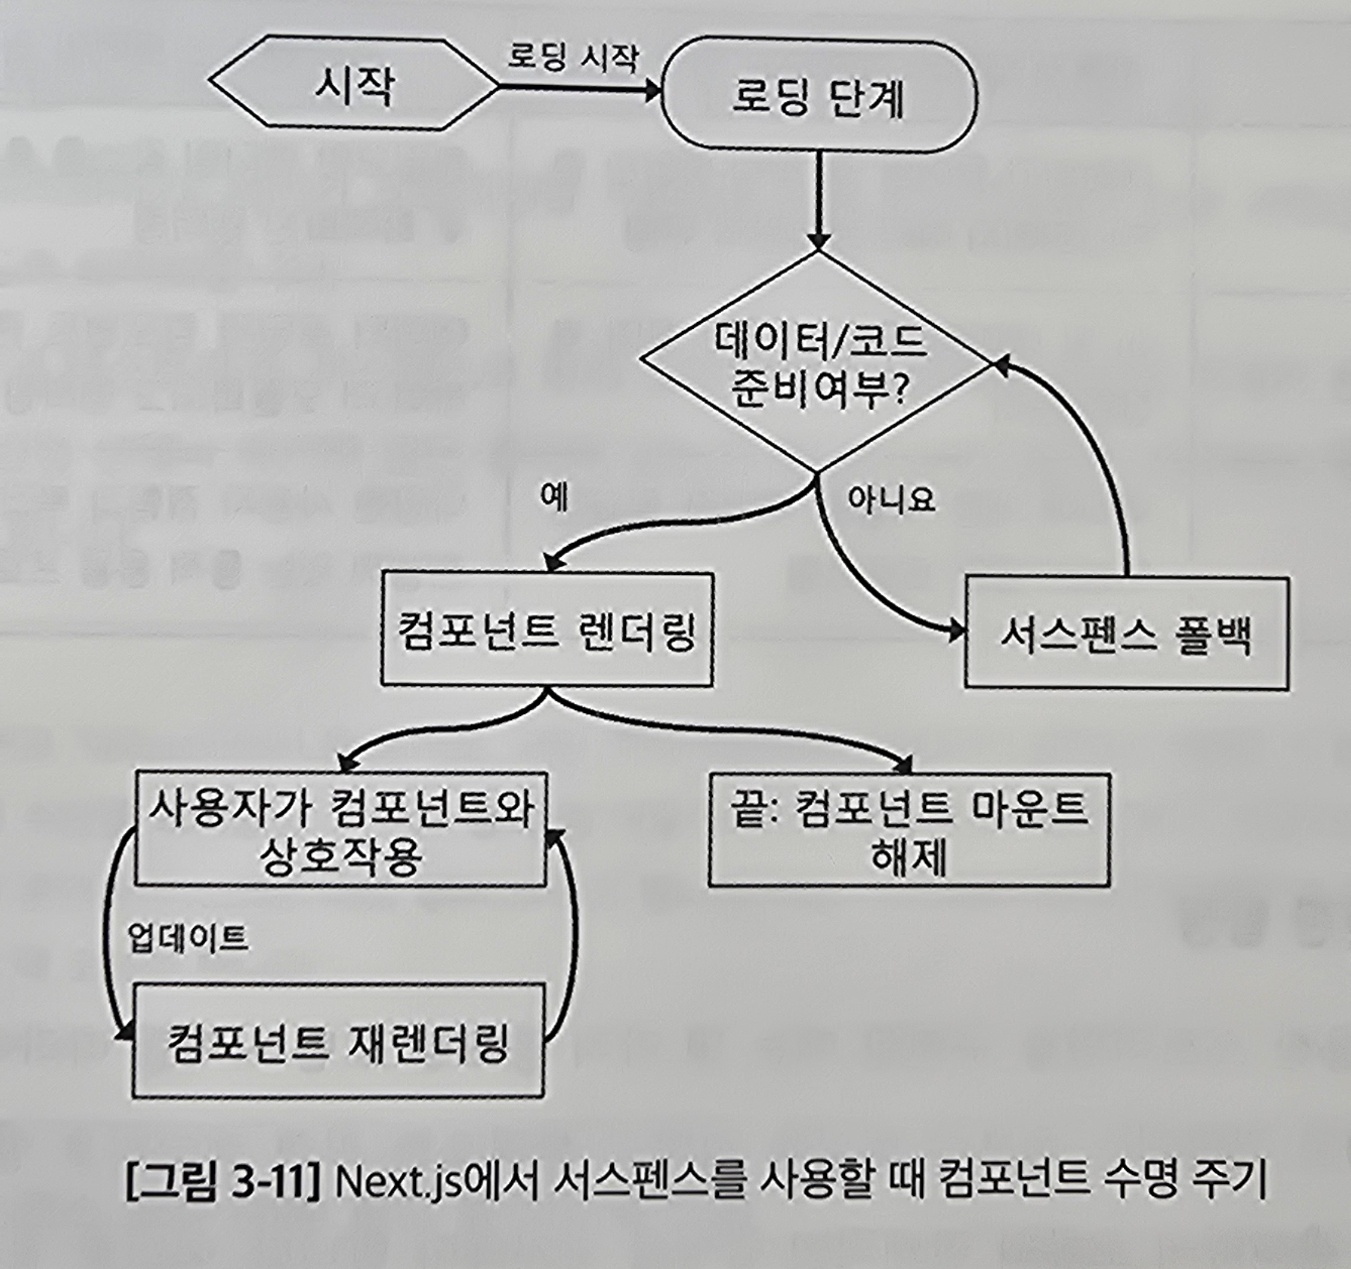 시작
로딩 시작
로딩 단계
데이터/코드
준비여부?
예
아니요
컴포넌트 렌더링
서스펜스 폴백
사용자가 컴포넌트와
상호작용
끝: 컴포넌트 마운트
해제
업데이트
컴포넌트 재렌더링
[그림 3-11] Next.js에서 서스펜스를 사용할 때 컴포넌트 수명 주기